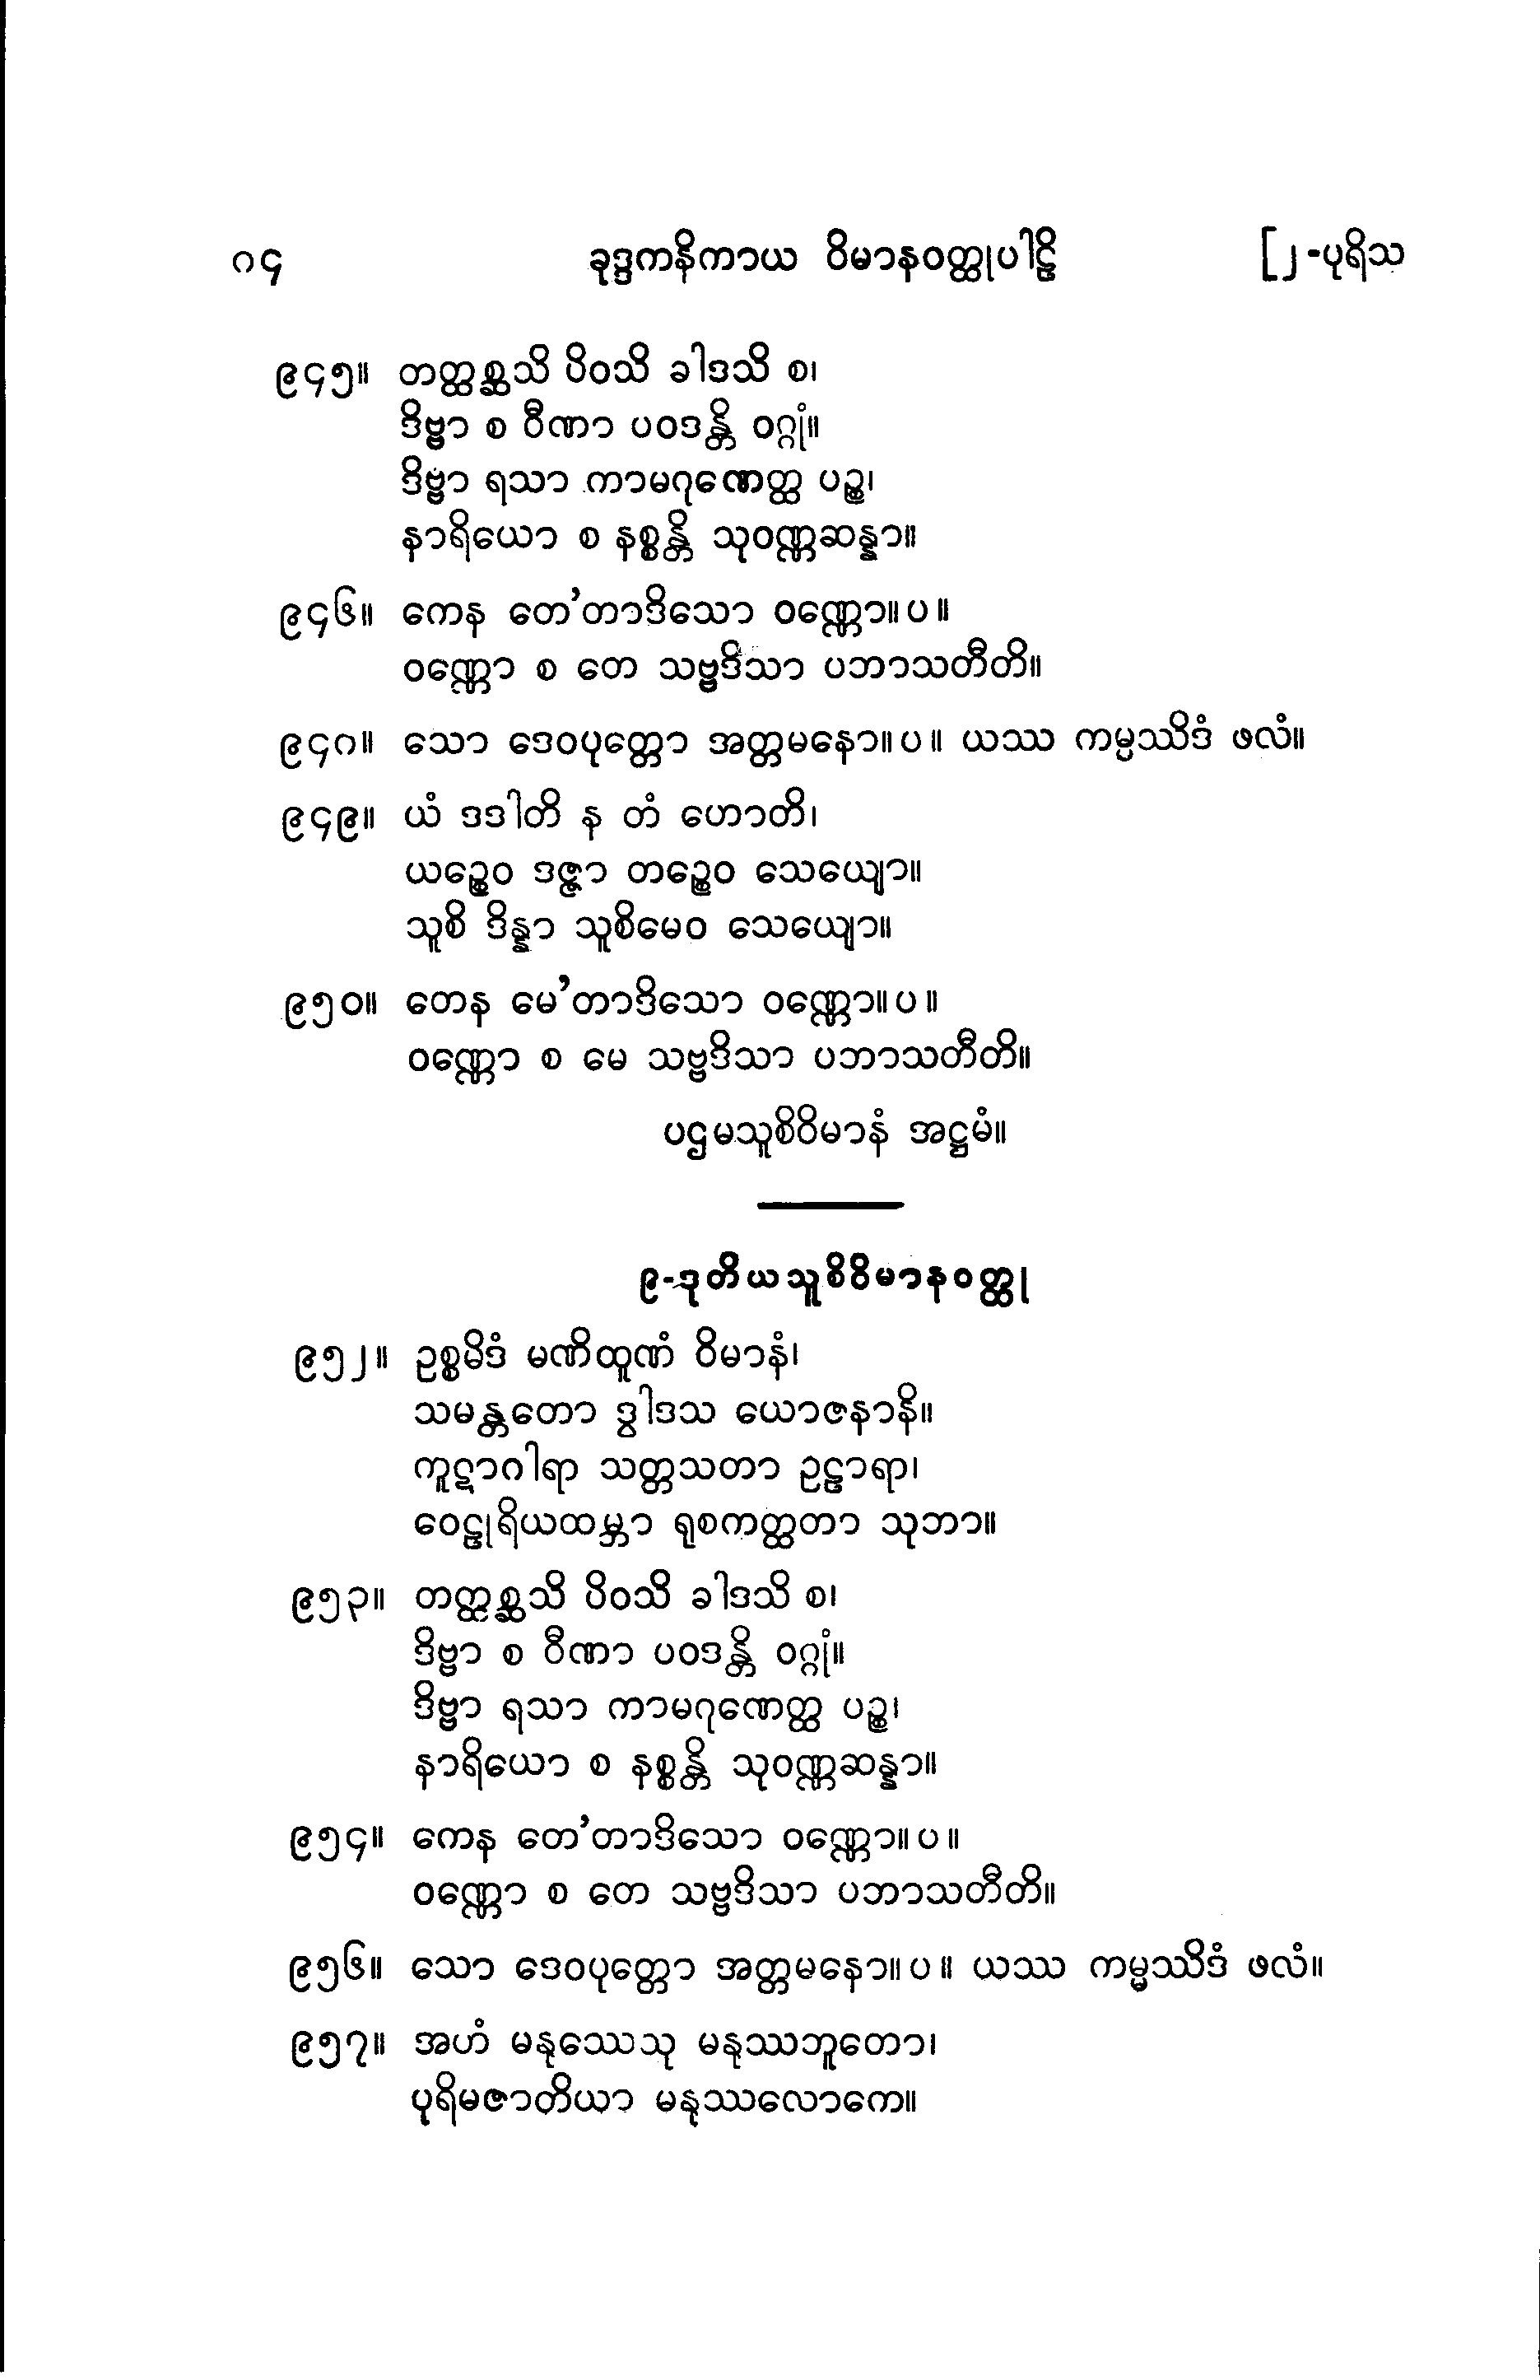 ၈၄ ခုဒ္ဒကနိကာယ ဝိမာနဝတ္ထုပါဠိ [၂-ပုရိသ
၉၄၅။ တတ္ထစ္ဆသိ ပိဝသိ ခါဒသိ စ၊
ဒိဗ္ဗာ စ ဝီဏာ ပဝဒန္တိ ဝဂ္ဂုံ။
ဒိဗ္ဗာ ရသာ ကာမဂုဏေတ္ထ ပဉ္စ၊
နာရိယော စ နစ္စန္တိ သုဝဏ္ဏဆန္နာ။
၉၄၆။ ကေန တေ’တာဒိသော ဝဏ္ဏော။ပ။
ဝဏ္ဏော စ တေ သဗ္ဗဒိသာ ပဘာသတီတိ။
၉၄၈။ သော ဒေဝပုတ္တော အတ္တမနော။ပ။ ယဿ ကမ္မဿိဒံ ဖလံ။
၉၄၉။ ယံ ဒဒါတိ န တံ ဟောတိ၊
ယဉ္စေဝ ဒဇ္ဇာ တဉ္စေဝ သေယျော။
သူစိ ဒိန္နာ သူစိမေဝ သေယျော။
၉၅၀။ တေန မေ’တာဒိသော ဝဏ္ဏော။ပ။
ဝဏ္ဏော စ မေ သဗ္ဗဒိသာ ပဘာသတီတိ။
ပဌမသူစိဝိမာနံ အဋ္ဌမံ။
၉-ဒုတိယသူစိဝိမာနဝတ္ထု
၉၅၂။ ဥစ္စမိဒံ မဏိထူဏံ ဝိမာနံ၊
သမန္တတော ဒွါဒသ ယောဇနာနိ။
ကူဋာဂါရာ သတ္တသတာ ဥဠာရာ၊
ဝေဠုရိယထမ္ဘာ ရုစကတ္ထတာ သုဘာ။
၉၅၃။ တတ္ထစ္ဆသိ ပိဝသိ ခါဒသိ စ၊
ဒိဗ္ဗာ စ ဝီဏာ ပဝဒန္တိ ဝဂ္ဂုံ။
ဒိဗ္ဗာ ရသာ ကာမဂုဏေတ္ထ ပဉ္စ၊
နာရိယော စ နစ္စန္တိ သုဝဏ္ဏဆန္နာ။
၉၅၄။ ကေန တေ’တာဒိသော ဝဏ္ဏော။ပ။
ဝဏ္ဏော စ တေ သဗ္ဗဒိသာ ပဘာသတီတိ။
၉၅၆။ သော ဒေဝပုတ္တော အတ္တမနော။ပ။ ယဿ ကမ္မဿိဒံ ဖလံ။
၉၅၇။ အဟံ မနုဿေသု မနုဿဘူတော၊
ပုရိမဇာတိယာ မနုဿလောကေ။